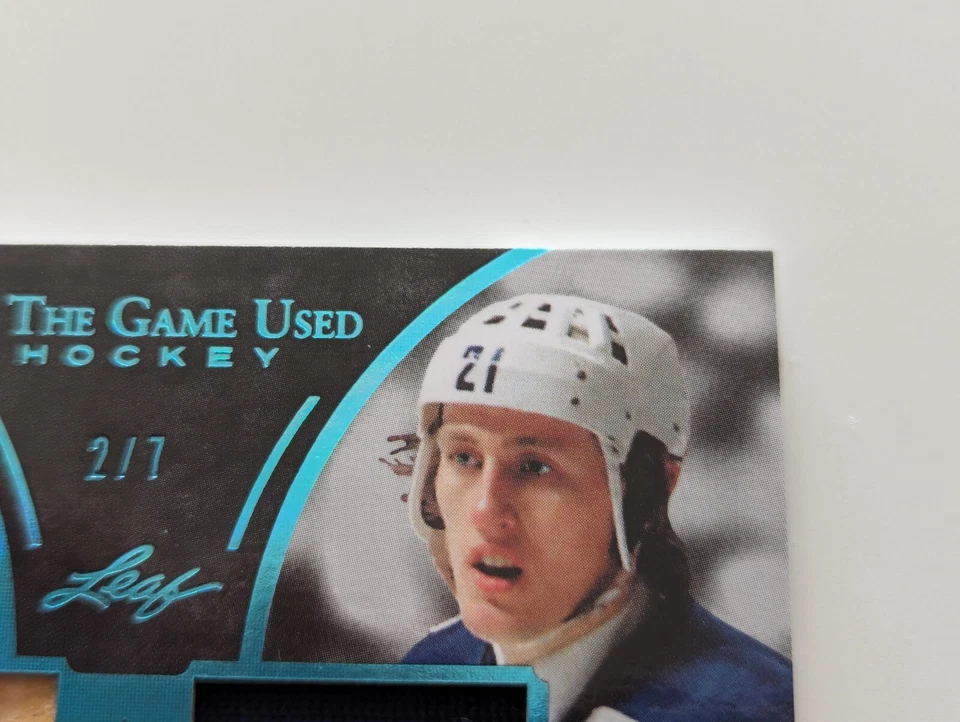 THE GAME USED
HOCKEY
21
2/7
Leaf